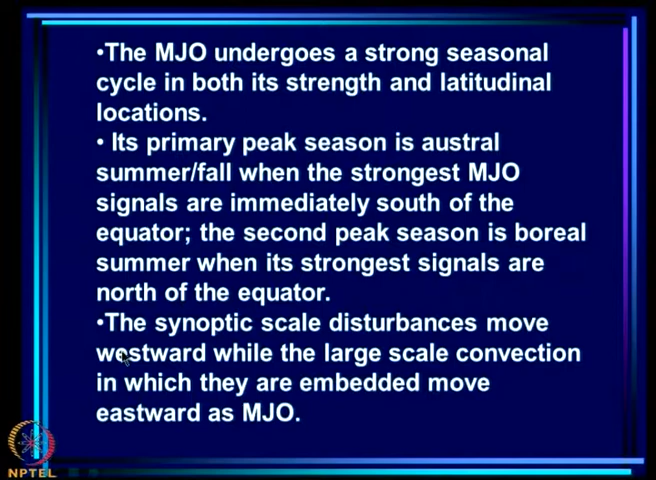 •The MJO undergoes a strong seasonal
cycle in both its strength and latitudinal
locations.
• Its primary peak season is austral
summer/fall when the strongest MJO
signals are immediately south of the
equator; the second peak season is boreal
summer when its strongest signals are
north of the equator.
•The synoptic scale disturbances move
westward while the large scale convection
in which they are embedded move
eastward as MJO.
NPTEL